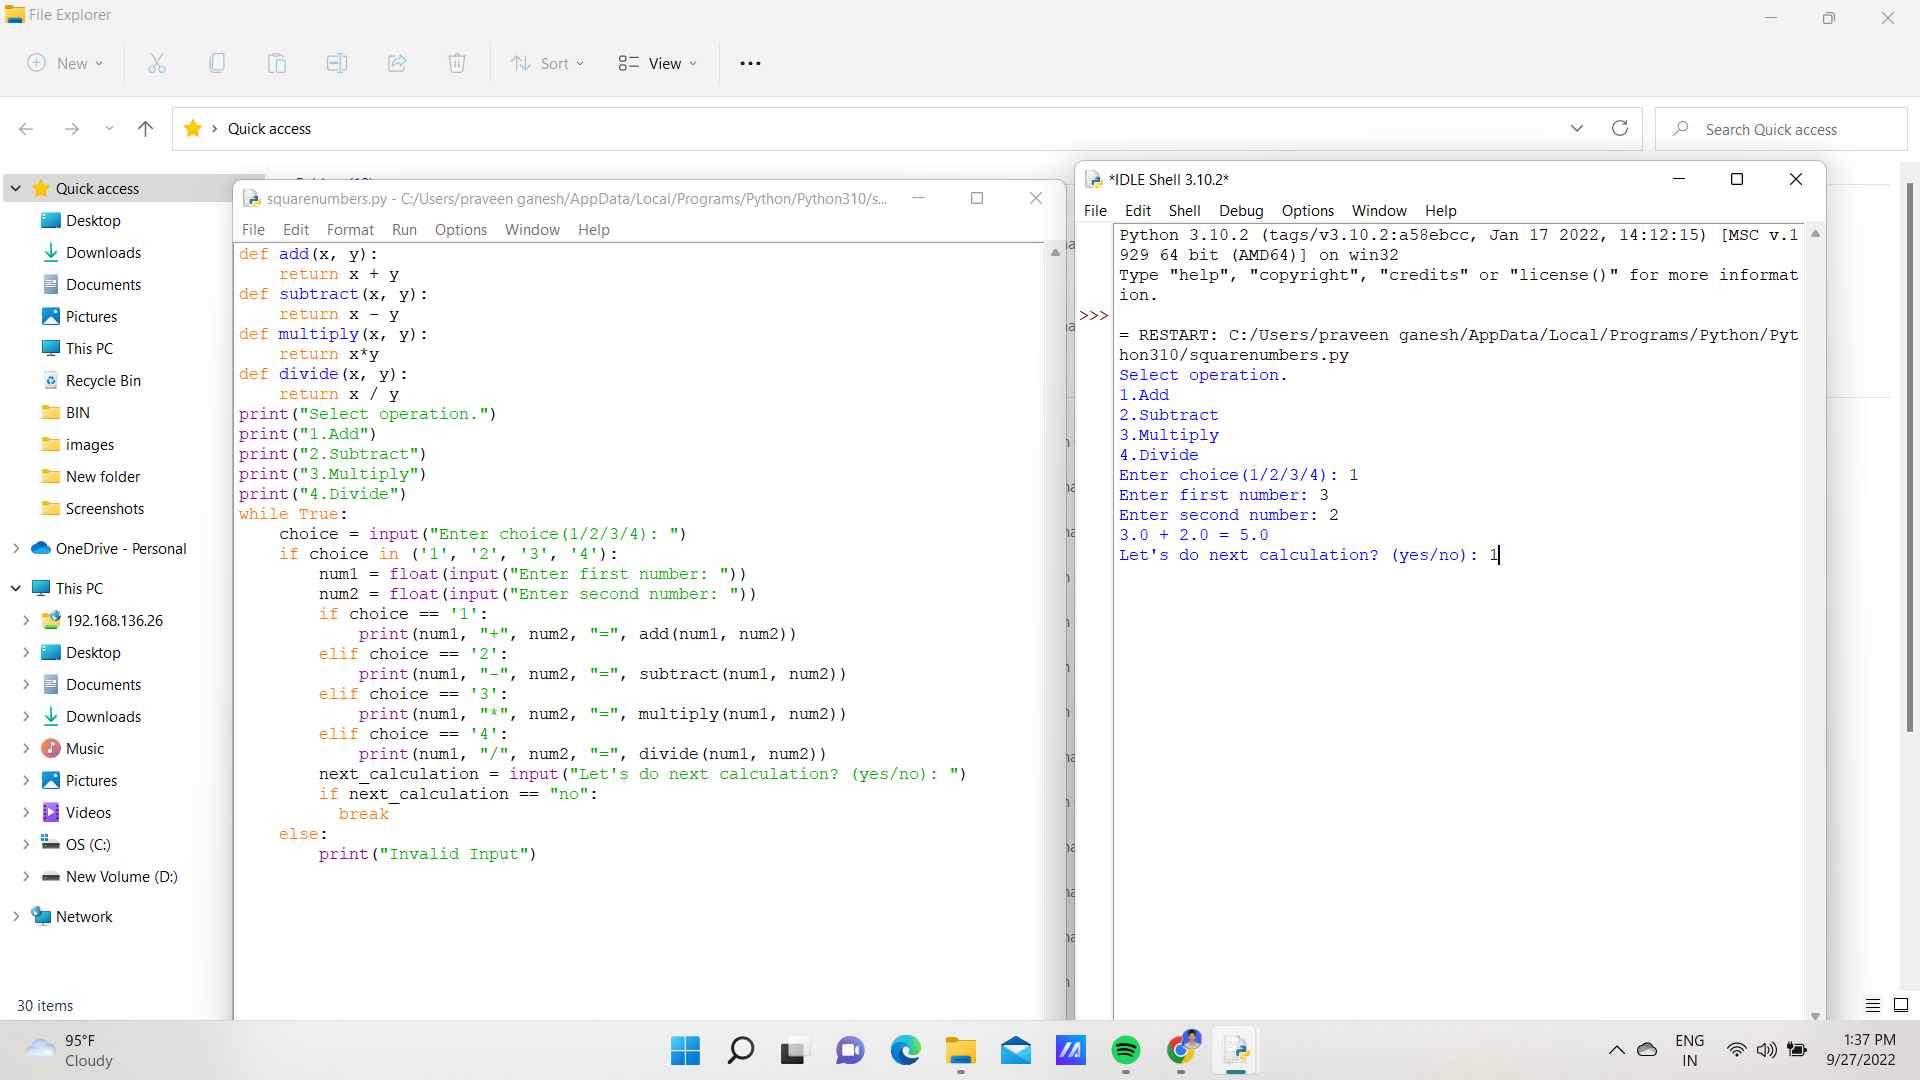 File Explorer
New
Sort
View
Quick access
Search Quick access
Quick access
Desktop
Downloads
Documents
Pictures
This PC
Recycle Bin
BIN
images
New folder
Screenshots
OneDrive - Personal
This PC
192.168.136.26
Desktop
Documents
Downloads
Music
Pictures
Videos
OS (C:)
New Volume (D:)
Network
30 items
squarenumbers.py - C:/Users/praveen ganesh/AppData/Local/Programs/Python/Python310/s...
File Edit Format Run Options Window Help
def add(x, y):
    return x + y
def subtract(x, y):
    return x - y
def multiply(x, y):
    return x*y
def divide(x, y):
    return x / y
print("Select operation.")
print("1.Add")
print("2.Subtract")
print("3.Multiply")
print("4.Divide")
while True:
    choice = input("Enter choice(1/2/3/4): ")
    if choice in ('1', '2', '3', '4'):
        num1 = float(input("Enter first number: "))
        num2 = float(input("Enter second number: "))
        if choice == '1':
            print(num1, "+", num2, "=", add(num1, num2))
        elif choice == '2':
            print(num1, "-", num2, "=", subtract(num1, num2))
        elif choice == '3':
            print(num1, "*", num2, "=", multiply(num1, num2))
        elif choice == '4':
            print(num1, "/", num2, "=", divide(num1, num2))
        next_calculation = input("Let's do next calculation? (yes/no): ")
        if next_calculation == "no":
          break
    else:
        print("Invalid Input")
*IDLE Shell 3.10.2*
File Edit Shell Debug Options Window Help
Python 3.10.2 (tags/v3.10.2:a58ebcc, Jan 17 2022, 14:12:15) [MSC v.1
929 64 bit (AMD64)] on win32
Type "help", "copyright", "credits" or "license()" for more informat
ion.
>>>
= RESTART: C:/Users/praveen ganesh/AppData/Local/Programs/Python/Pyt
hon310/squarenumbers.py
Select operation.
1.Add
2.Subtract
3.Multiply
4.Divide
Enter choice(1/2/3/4): 1
Enter first number: 3
Enter second number: 2
3.0 + 2.0 = 5.0
Let's do next calculation? (yes/no): 1
95°F
Cloudy
ENG
IN
1:37 PM
9/27/2022